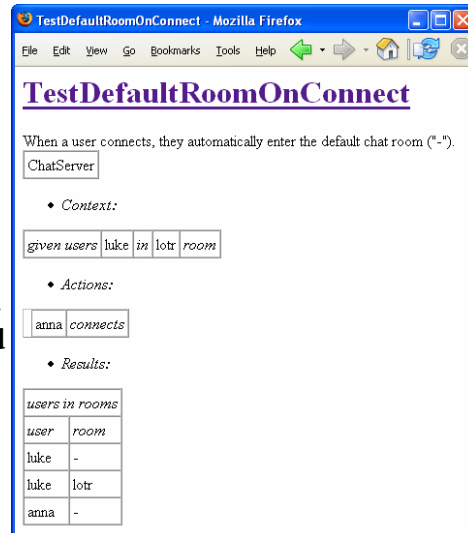 TestDefaultRoomOnConnect - Mozilla Firefox
File Edit View Go Bookmarks Tools Help
TestDefaultRoomOnConnect
When a user connects, they automatically enter the default chat room ("-").
ChatServer
• Context:
given users luke in lotr room
• Actions:
anna connects
• Results:
users in rooms
user room
luke -
luke lotr
anna -